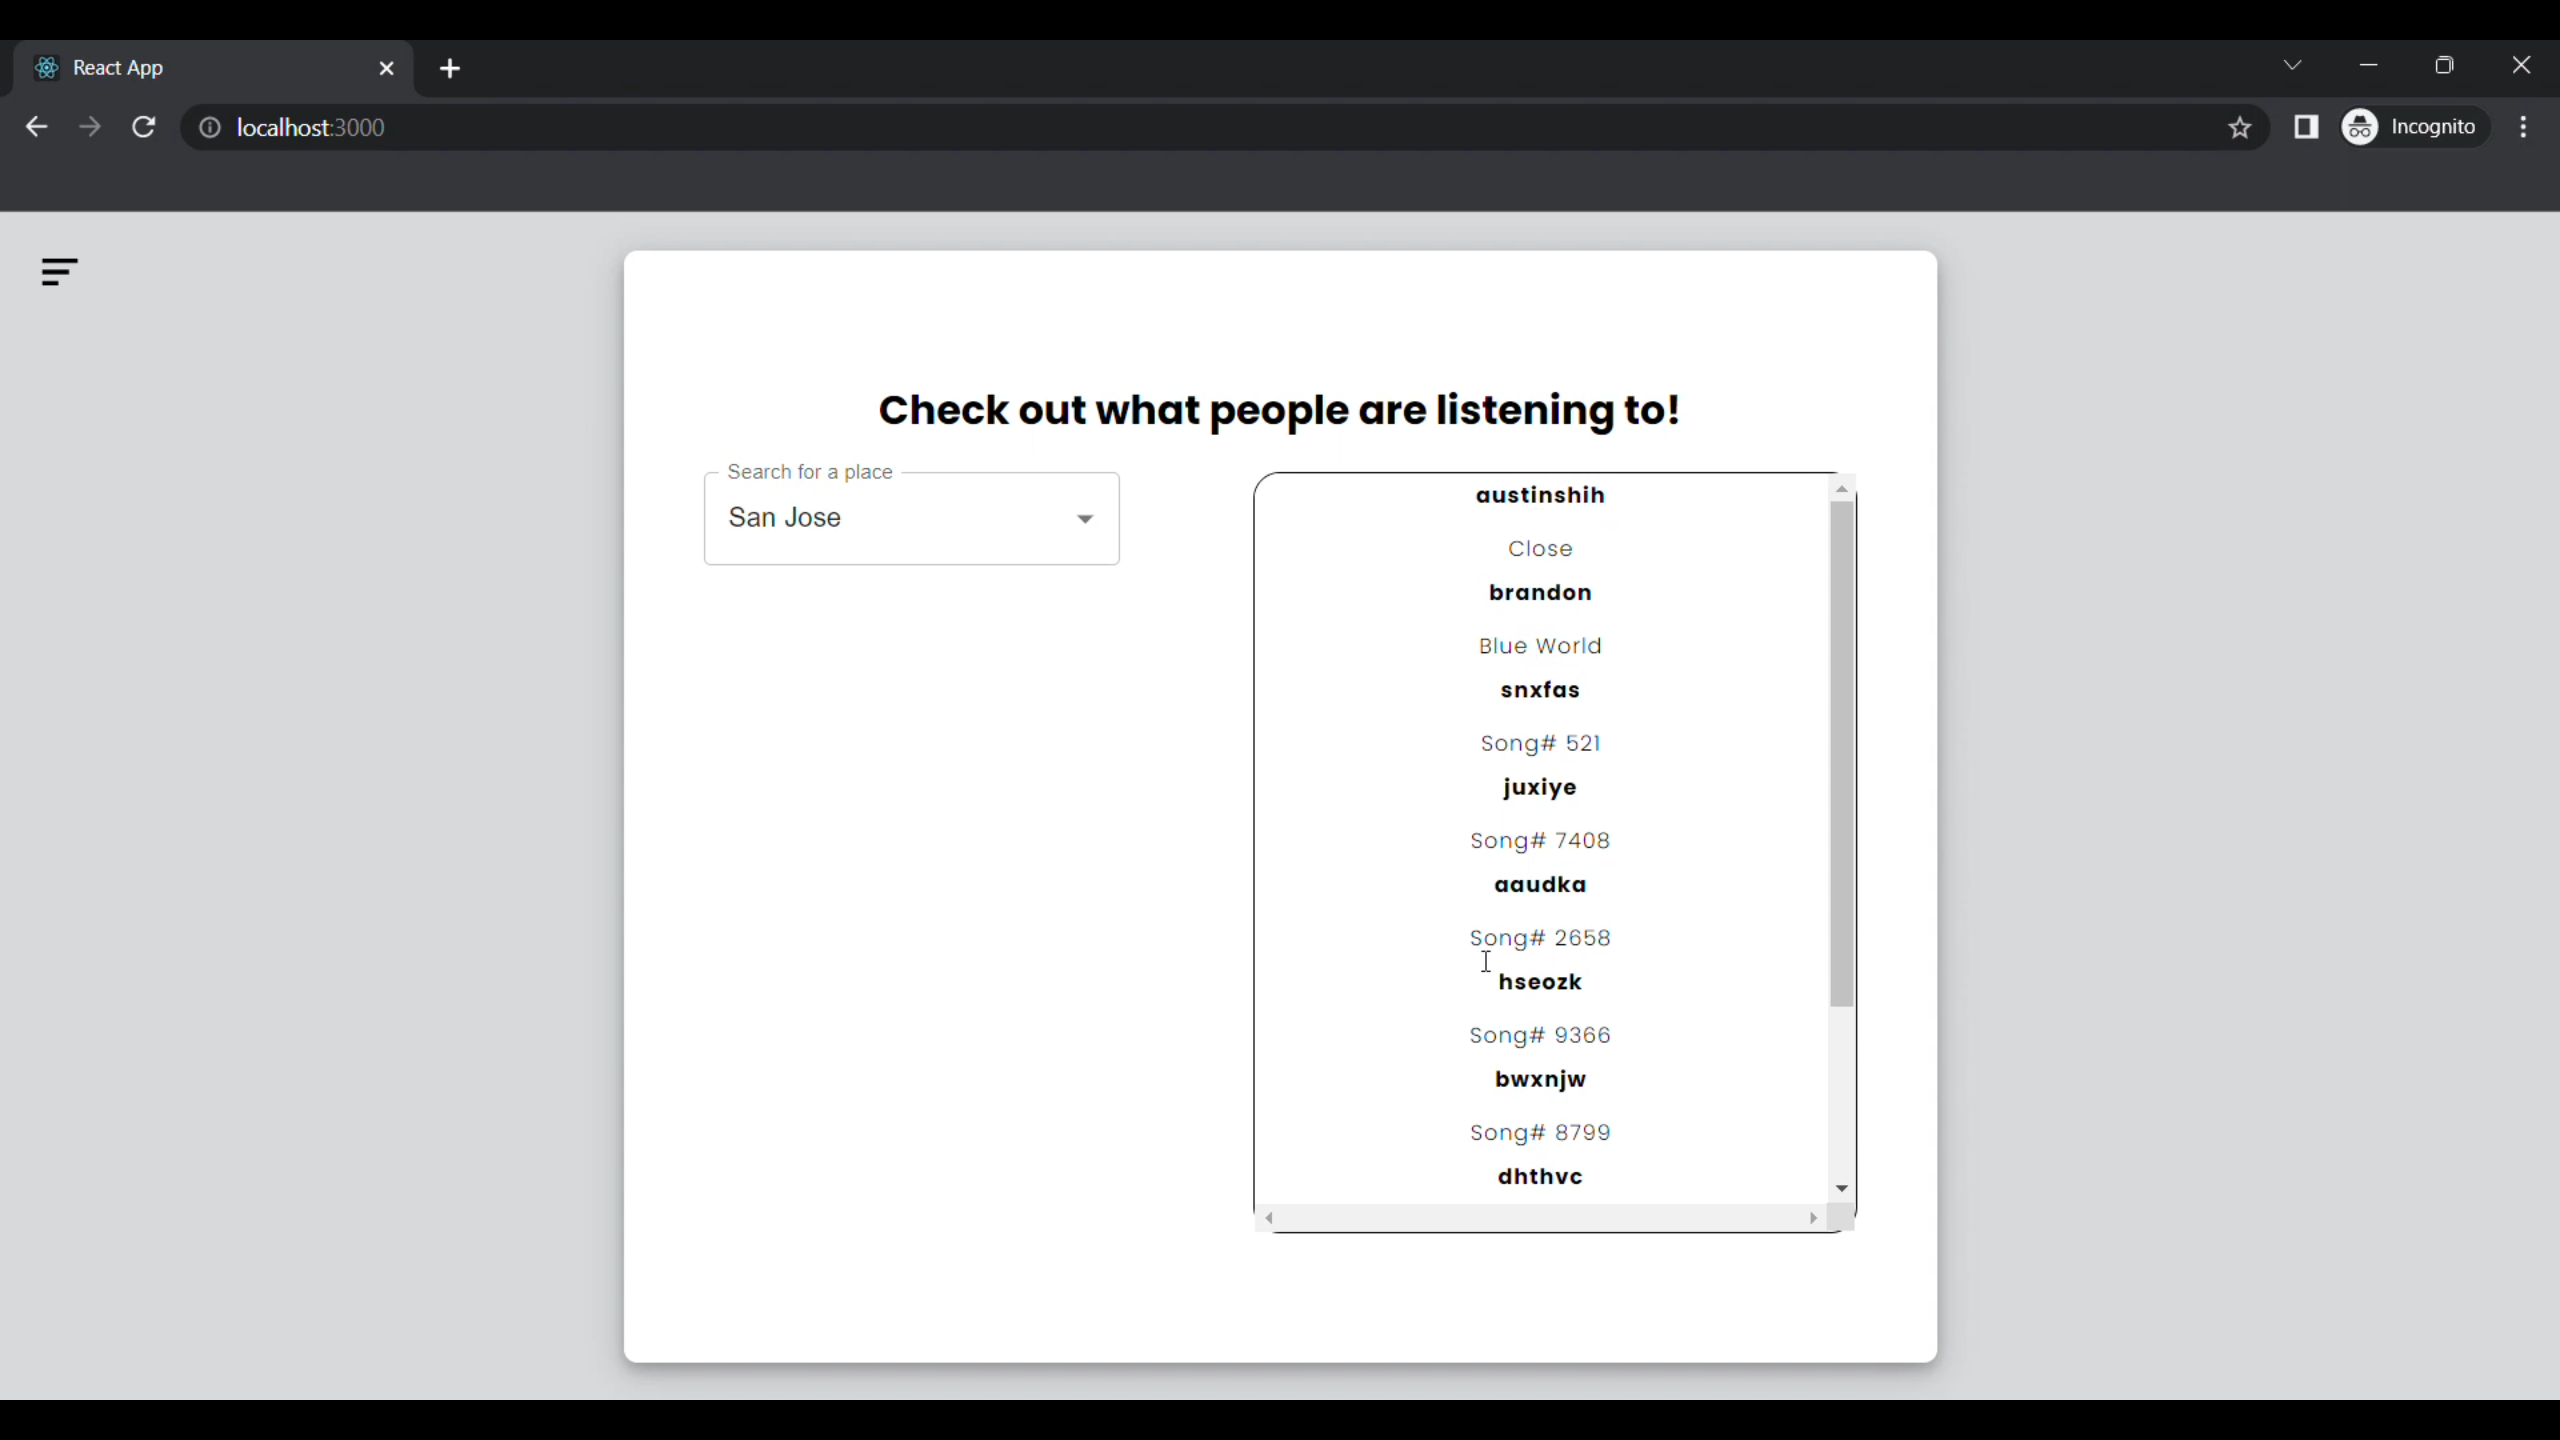 React App
localhost:3000
Incognito
Check out what people are listening to!
Search for a place
San Jose
austinshih
Close
brandon
Blue World
snxfas
Song# 521
juxiye
Song# 7408
aaudka
Song# 2658
hseozk
Song# 9366
bwxnjw
Song# 8799
dhthvc